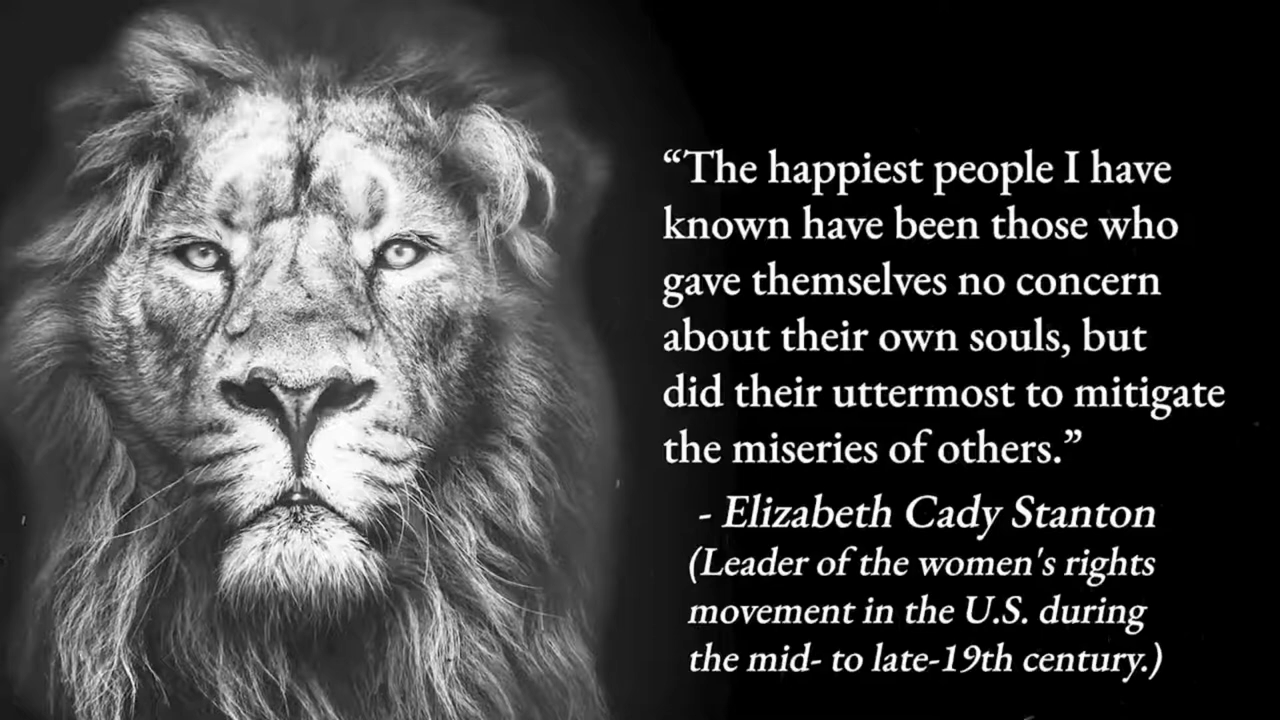 “The happiest people I have
known have been those who
gave themselves no concern
about their own souls, but
did their uttermost to mitigate
the miseries of others.”
- Elizabeth Cady Stanton
(Leader of the women's rights
movement in the U.S. during
the mid- to late-19th century.)